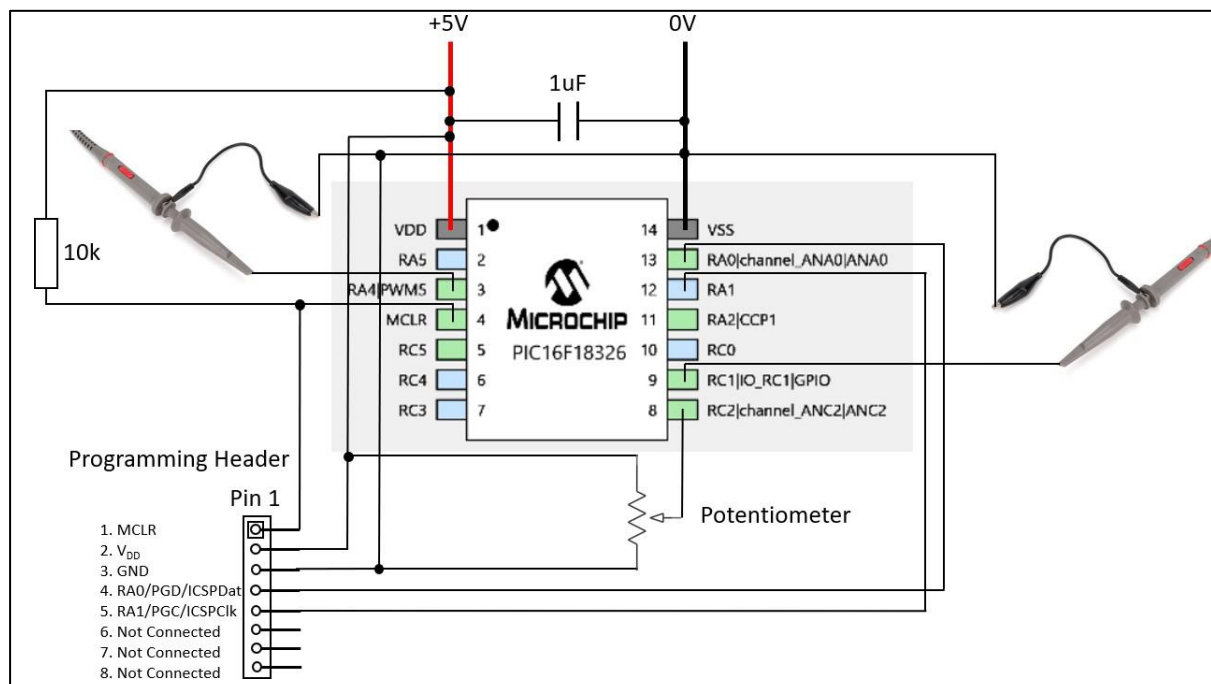 +5V
0V
1uF
10k
VDD
1
14
VSS
RA5
2
13
RA0|channel_ANA0|ANA0
RA4|PWM5
3
12
RA1
MCLR
4
MICROCHIP
11
RA2|CCP1
RC5
5
PIC16F18326
10
RC0
RC4
6
9
RC1|IO_RC1|GPIO
RC3
7
8
RC2|channel_ANC2|ANC2
Programming Header
Pin 1
Potentiometer
1. MCLR
2. VDD
3. GND
4. RA0/PGD/ICSPDat
5. RA1/PGC/ICSPClk
6. Not Connected
7. Not Connected
8. Not Connected